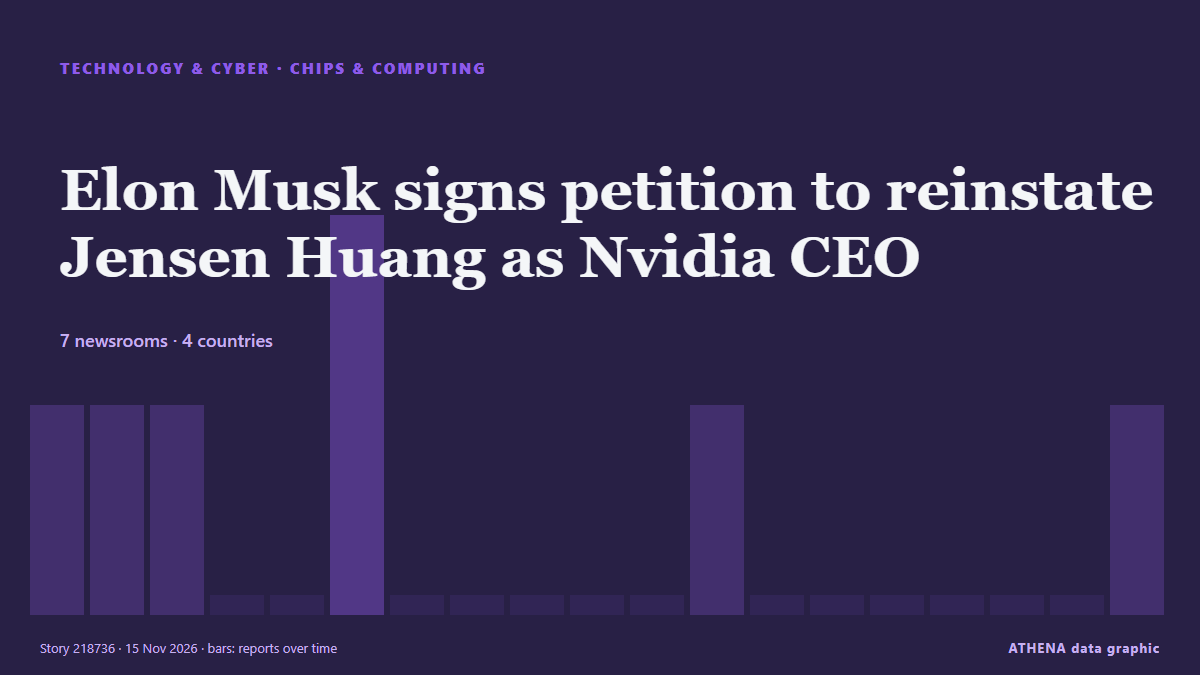 TECHNOLOGY & CYBER · CHIPS & COMPUTING
Elon Musk signs petition to reinstate
Jensen Huang as Nvidia CEO
7 newsrooms · 4 countries
Story 218736 · 15 Nov 2026 · bars: reports over time
ATHENA data graphic